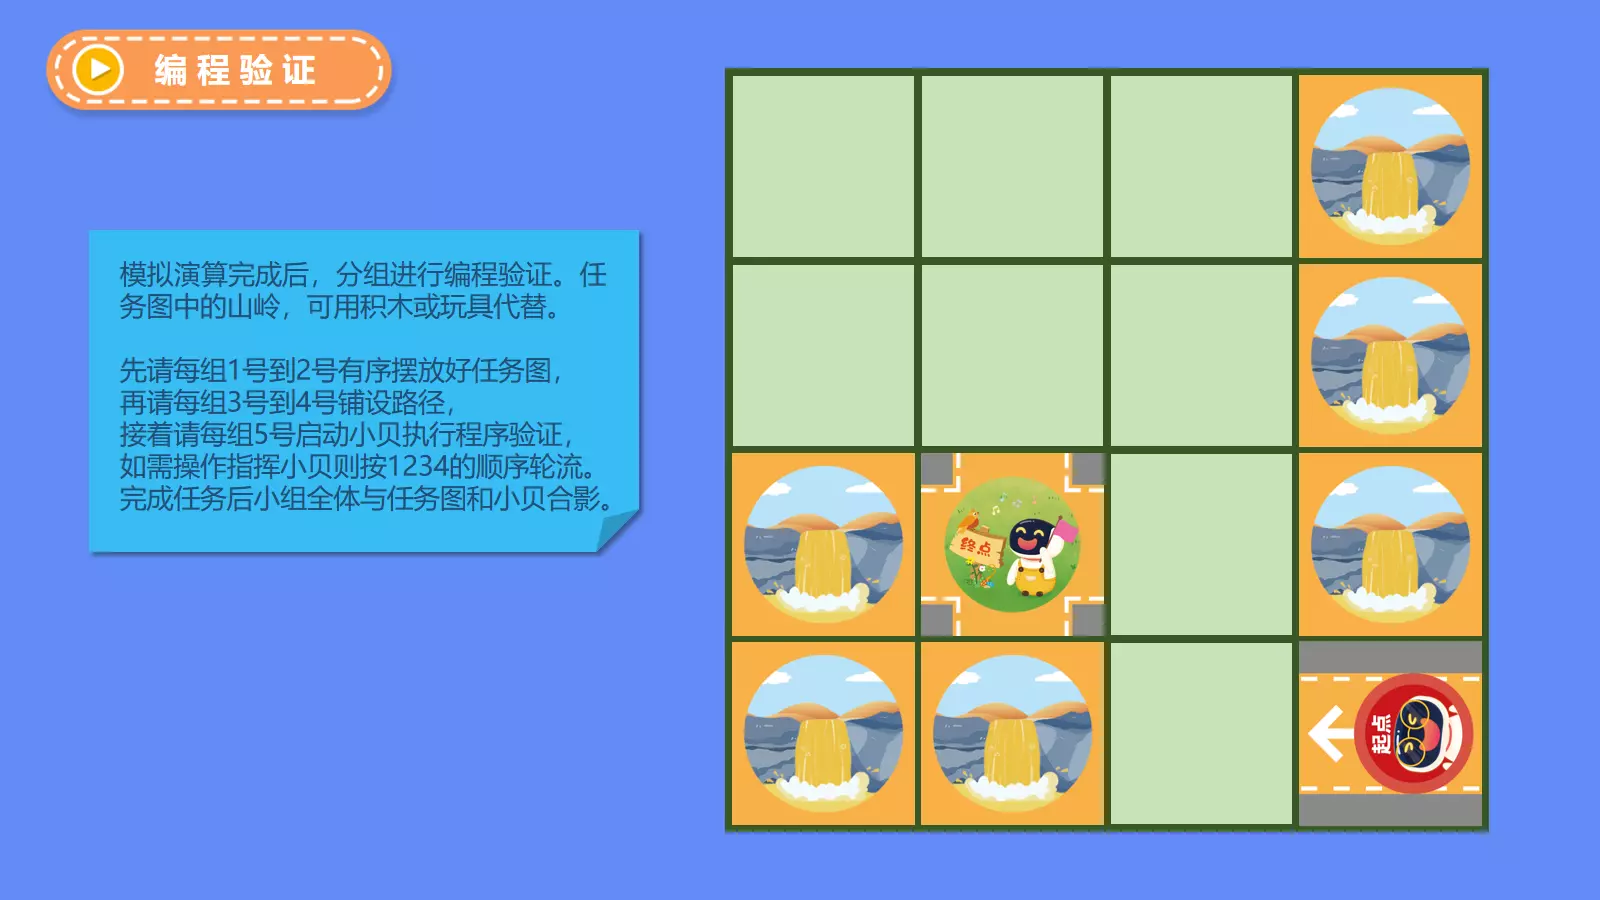 编程验证
模拟演算完成后，分组进行编程验证。任
务图中的山岭，可用积木或玩具代替。
先请每组1号到2号有序摆放好任务图，
再请每组3号到4号铺设路径，
接着请每组5号启动小贝执行程序验证，
如需操作指挥小贝则按1234的顺序轮流。
完成任务后小组全体与任务图和小贝合影。
终点
起点